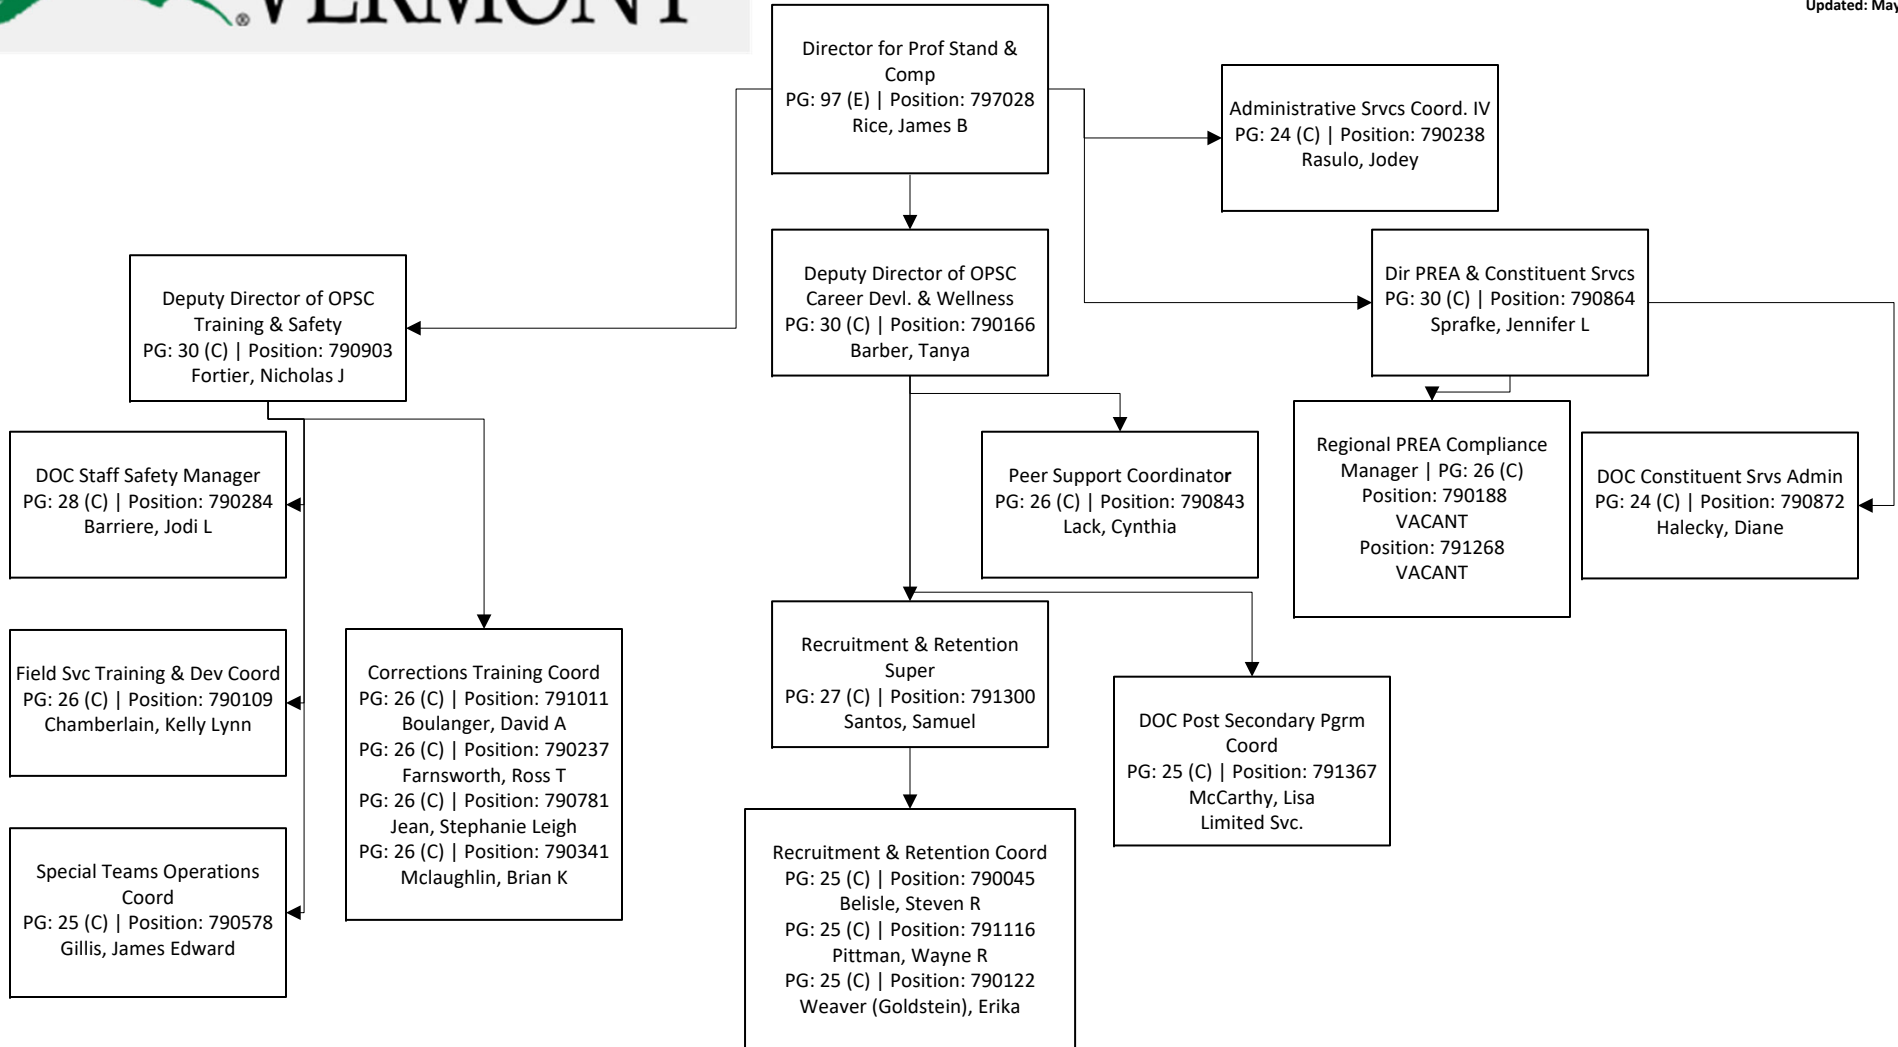 VERMONT
®
Updated: May
Director for Prof Stand &
Comp
PG: 97 (E) | Position: 797028
Rice, James B
Administrative Srvcs Coord. IV
PG: 24 (C) | Position: 790238
Rasulo, Jodey
Deputy Director of OPSC
Training & Safety
PG: 30 (C) | Position: 790903
Fortier, Nicholas J
Deputy Director of OPSC
Career Devl. & Wellness
PG: 30 (C) | Position: 790166
Barber, Tanya
Dir PREA & Constituent Srvcs
PG: 30 (C) | Position: 790864
Sprafke, Jennifer L
DOC Staff Safety Manager
PG: 28 (C) | Position: 790284
Barriere, Jodi L
Peer Support Coordinator
PG: 26 (C) | Position: 790843
Lack, Cynthia
Regional PREA Compliance
Manager | PG: 26 (C)
Position: 790188
VACANT
Position: 791268
VACANT
DOC Constituent Srvs Admin
PG: 24 (C) | Position: 790872
Halecky, Diane
Field Svc Training & Dev Coord
PG: 26 (C) | Position: 790109
Chamberlain, Kelly Lynn
Corrections Training Coord
PG: 26 (C) | Position: 791011
Boulanger, David A
PG: 26 (C) | Position: 790237
Farnsworth, Ross T
PG: 26 (C) | Position: 790781
Jean, Stephanie Leigh
PG: 26 (C) | Position: 790341
Mclaughlin, Brian K
Recruitment & Retention
Super
PG: 27 (C) | Position: 791300
Santos, Samuel
DOC Post Secondary Pgrm
Coord
PG: 25 (C) | Position: 791367
McCarthy, Lisa
Limited Svc.
Special Teams Operations
Coord
PG: 25 (C) | Position: 790578
Gillis, James Edward
Recruitment & Retention Coord
PG: 25 (C) | Position: 790045
Belisle, Steven R
PG: 25 (C) | Position: 791116
Pittman, Wayne R
PG: 25 (C) | Position: 790122
Weaver (Goldstein), Erika